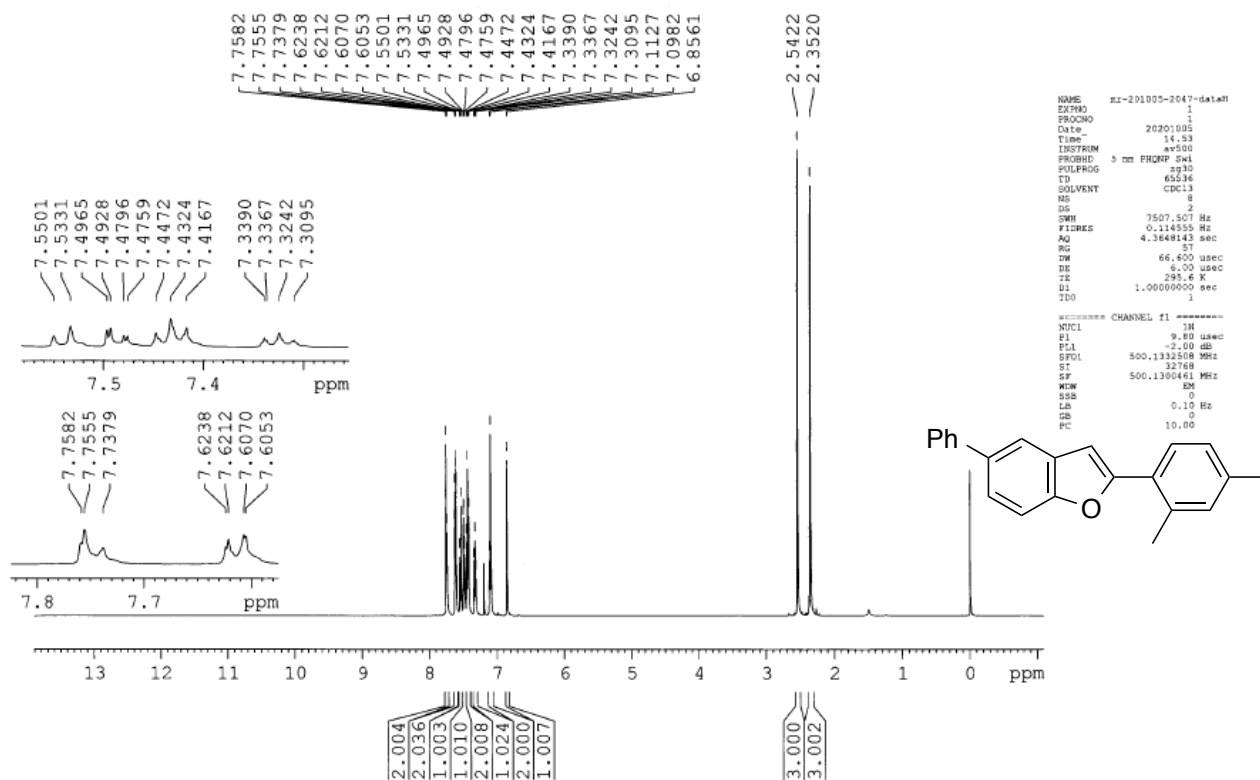 7.7582
7.7555
7.7379
7.6238
7.6212
7.6070
7.6053
7.5501
7.5331
7.4965
7.4928
7.4796
7.4759
7.4472
7.4324
7.4167
7.3390
7.3367
7.3242
7.3095
7.1127
7.0982
6.8561
2.5422
2.3520
NAME mr-201005-2047-dataH
EXPNO 1
PROCNO 1
Date_ 20201005
Time 14.53
INSTRUM av500
PROBHD 5 mm PHQNP Swi
PULPROG zg30
TD 65536
SOLVENT CDCl3
NS 8
DS 2
SWH 7507.507 Hz
FIDRES 0.114555 Hz
AQ 4.3648143 sec
RG 57
DW 66.600 usec
DE 6.00 usec
TE 295.6 K
D1 1.00000000 sec
TD0 1
======== CHANNEL f1 ========
NUC1 1H
P1 9.80 usec
PL1 -2.00 dB
SFO1 500.1332508 MHz
SI 32768
SF 500.1300461 MHz
WDW EM
SSB 0
LB 0.10 Hz
GB 0
PC 10.00
7.5501
7.5331
7.4965
7.4928
7.4796
7.4759
7.4472
7.4324
7.4167
7.3390
7.3367
7.3242
7.3095
7.5 7.4 ppm
7.7582
7.7555
7.7379
7.6238
7.6212
7.6070
7.6053
7.8 7.7 ppm
Ph
O
13 12 11 10 9 8 7 6 5 4 3 2 1 0 ppm
2.004
2.036
1.003
1.010
2.008
1.024
2.000
1.007
3.000
3.002